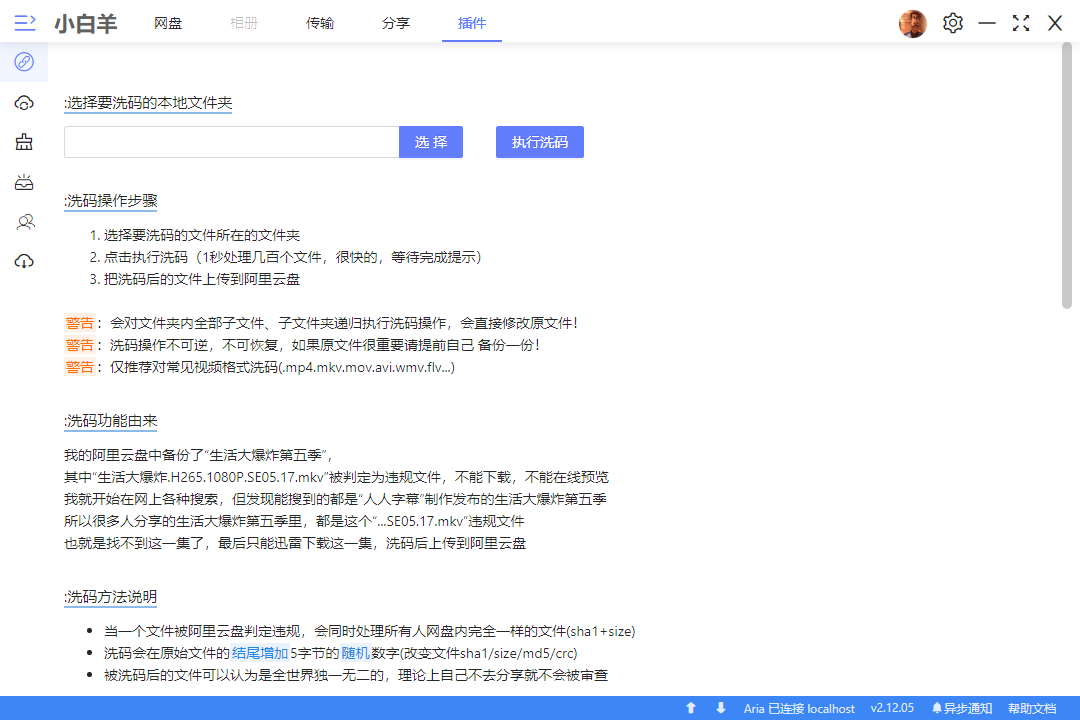 小白羊 网盘 相册 传输 分享 插件
:选择要洗码的本地文件夹
选 择 执行洗码
:洗码操作步骤
1. 选择要洗码的文件所在的文件夹
2. 点击执行洗码（1秒处理几百个文件，很快的，等待完成提示）
3. 把洗码后的文件上传到阿里云盘
警告：会对文件夹内全部子文件、子文件夹递归执行洗码操作，会直接修改原文件！
警告：洗码操作不可逆，不可恢复，如果原文件很重要请提前自己 备份一份！
警告：仅推荐对常见视频格式洗码(.mp4.mkv.mov.avi.wmv.flv...)
:洗码功能由来
我的阿里云盘中备份了“生活大爆炸第五季”，
其中“生活大爆炸.H265.1080P.SE05.17.mkv”被判定为违规文件，不能下载，不能在线预览
我就开始在网上各种搜索，但发现能搜到的都是“人人字幕”制作发布的生活大爆炸第五季
所以很多人分享的生活大爆炸第五季里，都是这个“...SE05.17.mkv”违规文件
也就是找不到这一集了，最后只能迅雷下载这一集，洗码后上传到阿里云盘
:洗码方法说明
• 当一个文件被阿里云盘判定违规，会同时处理所有人网盘内完全一样的文件(sha1+size)
• 洗码会在原始文件的结尾增加5字节的随机数字(改变文件sha1/size/md5/crc)
• 被洗码后的文件可以认为是全世界独一无二的，理论上自己不去分享就不会被审查
Aria 已连接 localhost v2.12.05 异步通知 帮助文档